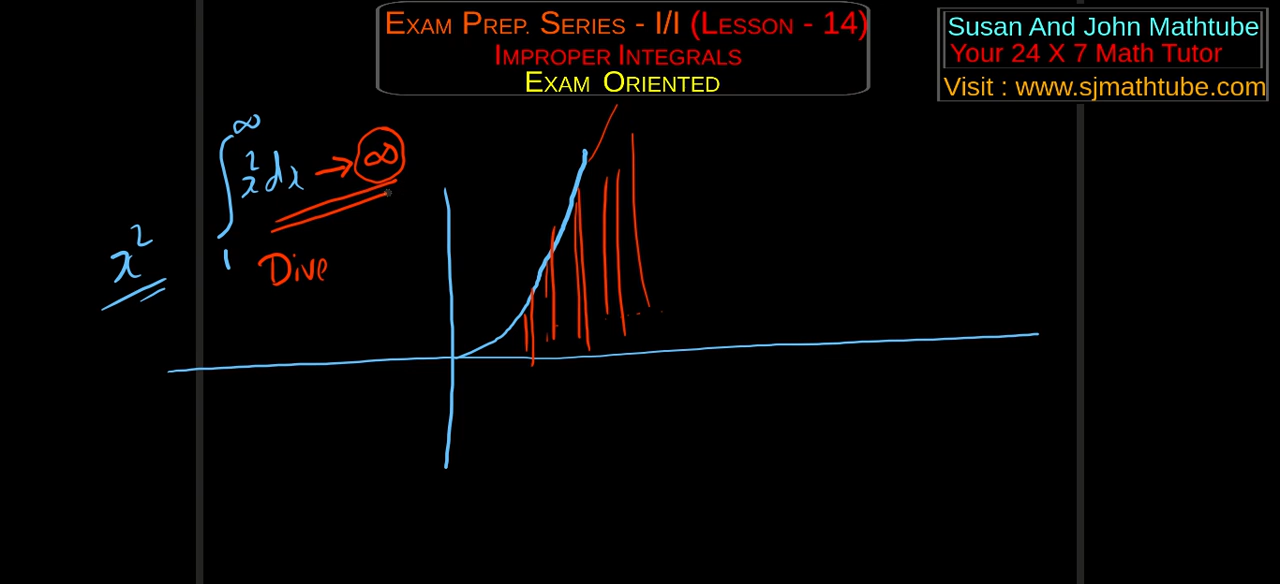 Exam Prep. Series - I/I (Lesson - 14)
Improper Integrals
Exam Oriented
Susan And John Mathtube
Your 24 X 7 Math Tutor
Visit : www.sjmathtube.com
∫₁^∞ x² dx → ∞
x²
Dive